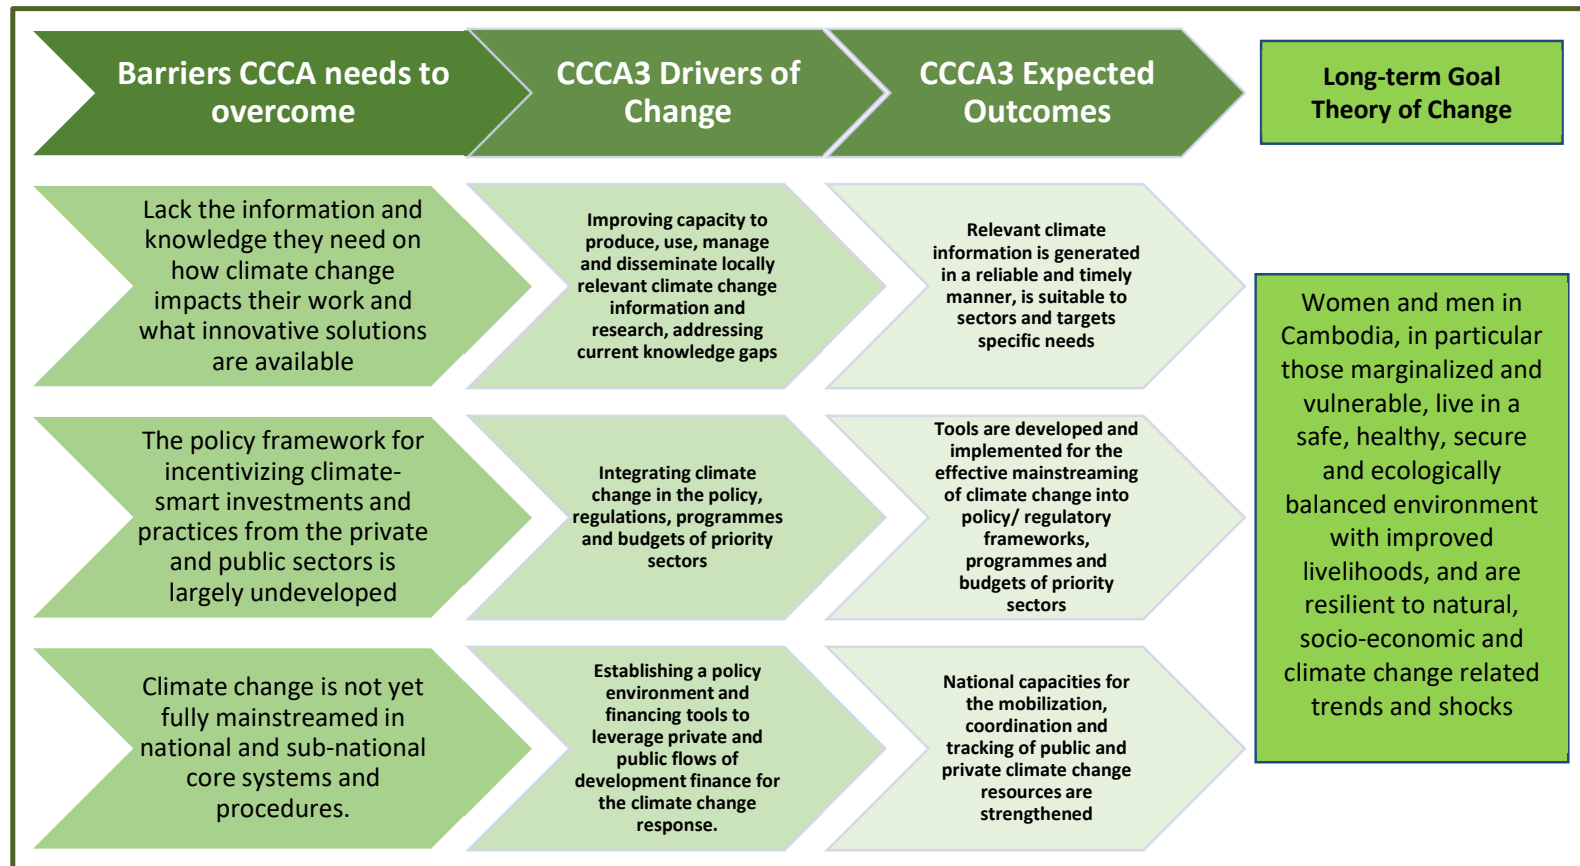 Barriers CCCA needs to
overcome
CCCA3 Drivers of
Change
CCCA3 Expected
Outcomes
Long-term Goal
Theory of Change
Lack the information and
knowledge they need on
how climate change
impacts their work and
what innovative solutions
are available
Improving capacity to
produce, use, manage
and disseminate locally
relevant climate change
information and
research, addressing
current knowledge gaps
Relevant climate
information is generated
in a reliable and timely
manner, is suitable to
sectors and targets
specific needs
The policy framework for
incentivizing climate-
smart investments and
practices from the private
and public sectors is
largely undeveloped
Integrating climate
change in the policy,
regulations, programmes
and budgets of priority
sectors
Tools are developed and
implemented for the
effective mainstreaming
of climate change into
policy/ regulatory
frameworks,
programmes and
budgets of priority
sectors
Climate change is not yet
fully mainstreamed in
national and sub-national
core systems and
procedures.
Establishing a policy
environment and
financing tools to
leverage private and
public flows of
development finance for
the climate change
response.
National capacities for
the mobilization,
coordination and
tracking of public and
private climate change
resources are
strengthened
Women and men in
Cambodia, in particular
those marginalized and
vulnerable, live in a
safe, healthy, secure
and ecologically
balanced environment
with improved
livelihoods, and are
resilient to natural,
socio-economic and
climate change related
trends and shocks